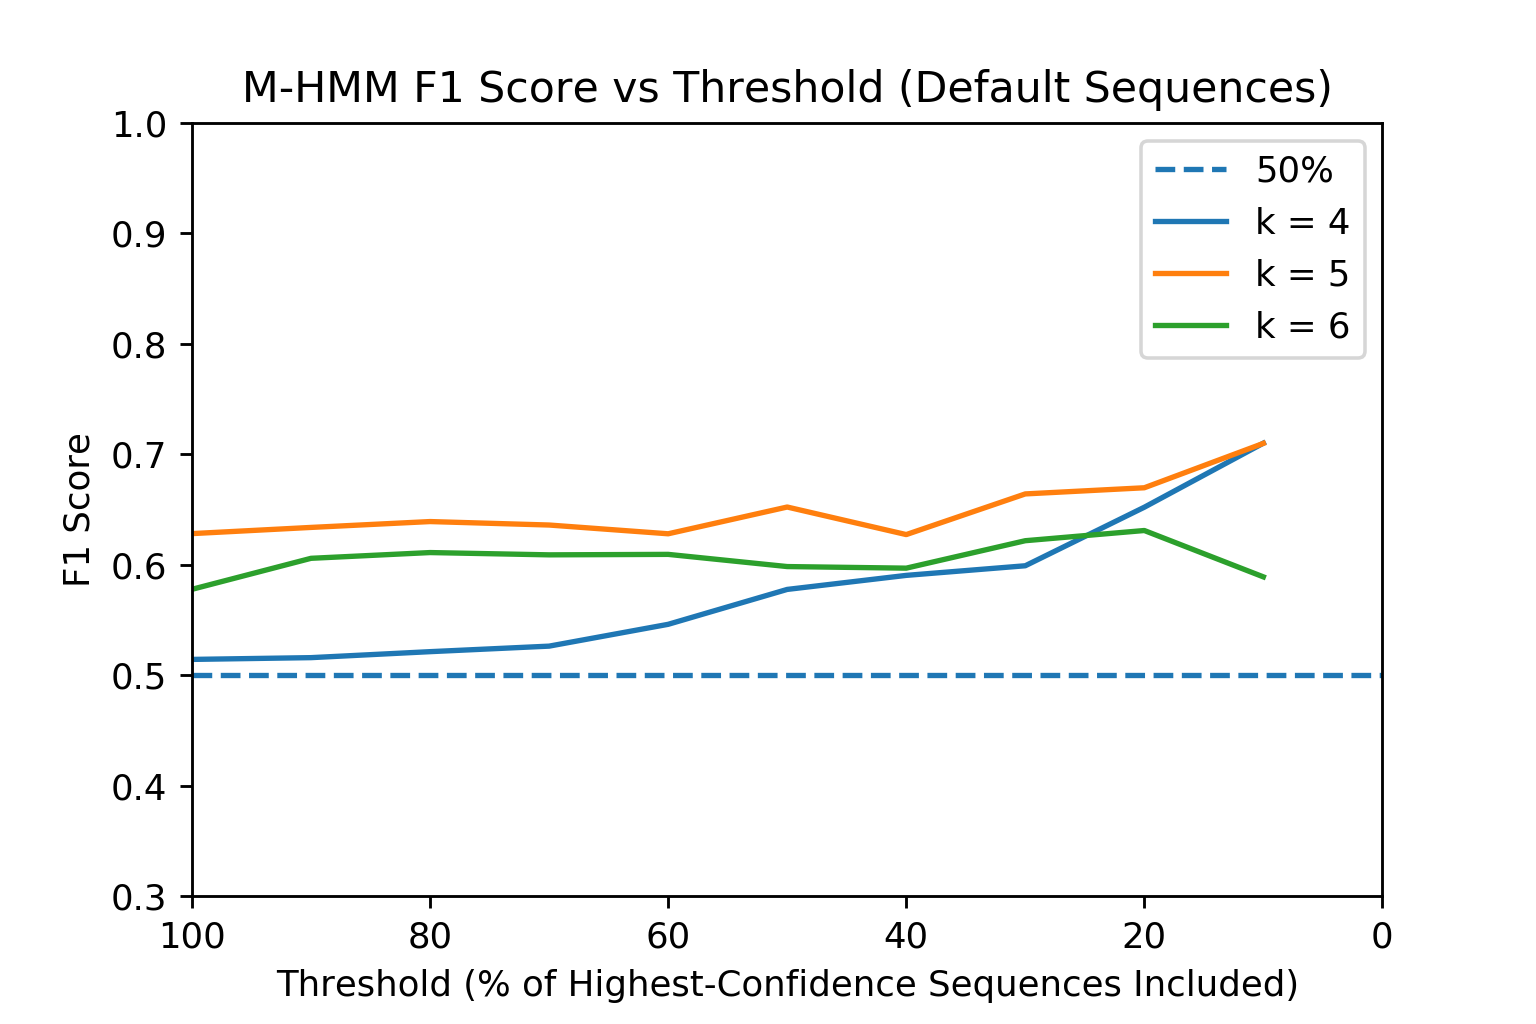 M-HMM F1 Score vs Threshold (Default Sequences)
1.0
0.9
0.8
0.7
0.6
0.5
0.4
0.3
F1 Score
50%
k = 4
k = 5
k = 6
100 80 60 40 20 0
Threshold (% of Highest-Confidence Sequences Included)